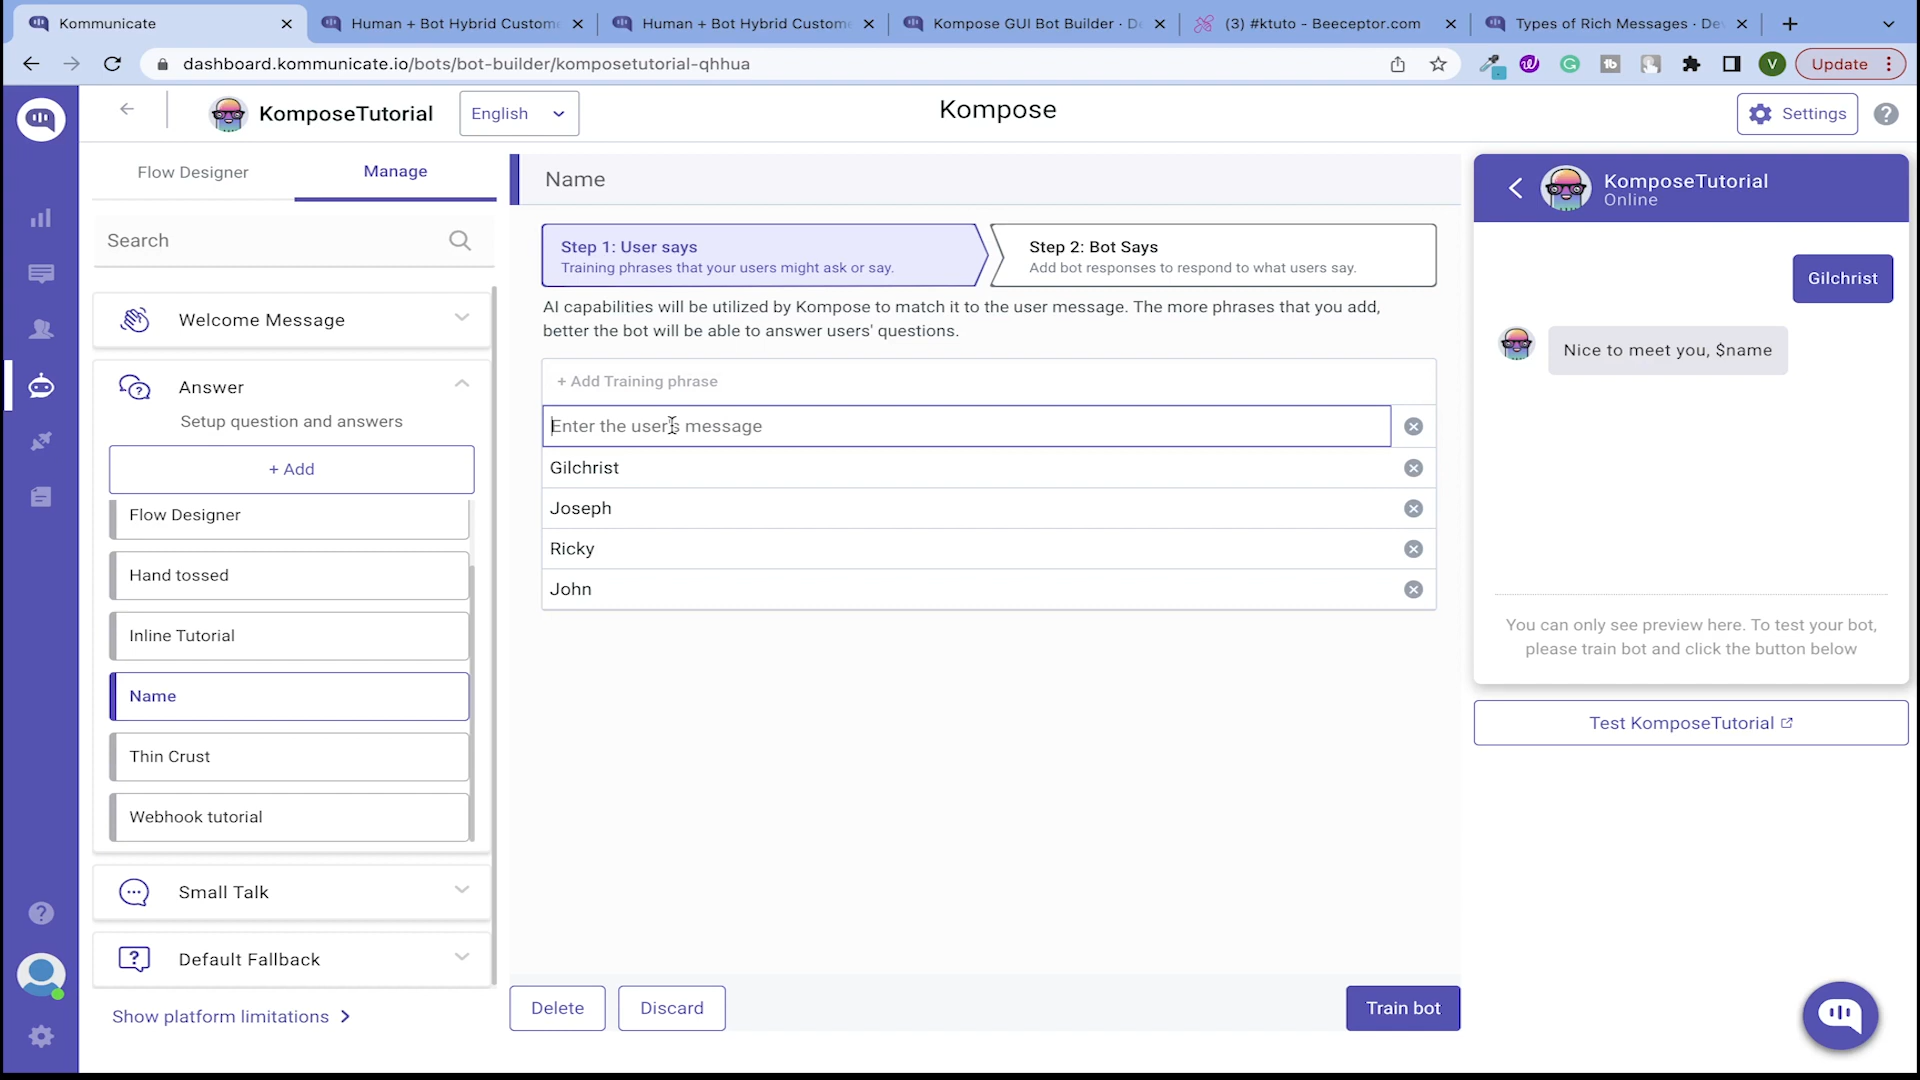 Kommunicate
Human + Bot Hybrid Custom
Human + Bot Hybrid Custome
Kompose GUI Bot Builder · De
(3) #ktuto - Beeceptor.com
Types of Rich Messages · Dev
dashboard.kommunicate.io/bots/bot-builder/komposetutorial-qhhua
V
Update
KomposeTutorial
English
Kompose
Settings
Flow Designer
Manage
Search
Welcome Message
Answer
Setup question and answers
+ Add
Flow Designer
Hand tossed
Inline Tutorial
Name
Thin Crust
Webhook tutorial
Small Talk
Default Fallback
Show platform limitations
Name
Step 1: User says
Training phrases that your users might ask or say.
Step 2: Bot Says
Add bot responses to respond to what users say.
AI capabilities will be utilized by Kompose to match it to the user message. The more phrases that you add,
better the bot will be able to answer users' questions.
+ Add Training phrase
Enter the user's message
Gilchrist
Joseph
Ricky
John
Delete
Discard
Train bot
KomposeTutorial
Online
Gilchrist
Nice to meet you, $name
You can only see preview here. To test your bot,
please train bot and click the button below
Test KomposeTutorial